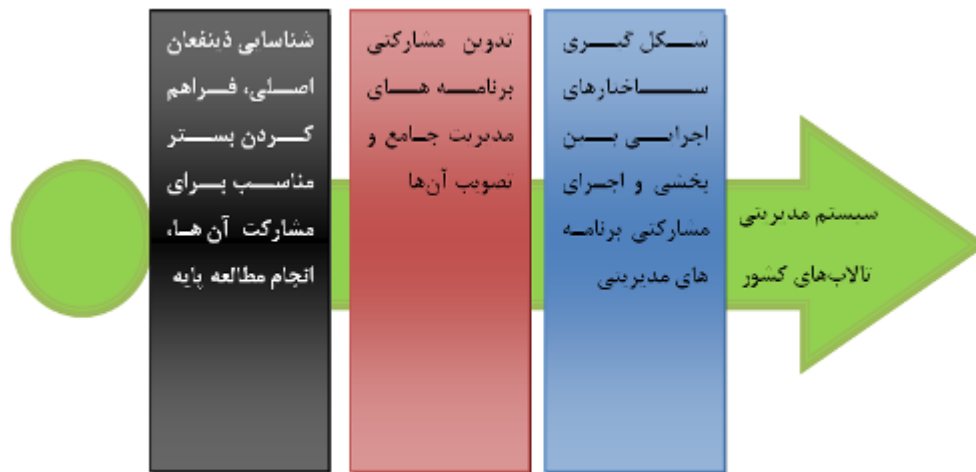 شناسایی ذینفعان
اصلی، فراهم
کردن بستر
مناسب برای
مشارکت آن ها،
انجام مطالعه پایه
تدوین مشارکتی
برنامه های
مدیریت جامع و
تصویب آن‌ها
شکل گیری
ساختارهای
اجرایی بین
بخشی و اجرای
مشارکتی برنامه
های مدیریتی
سیستم مدیریتی
تالاب‌های کشور